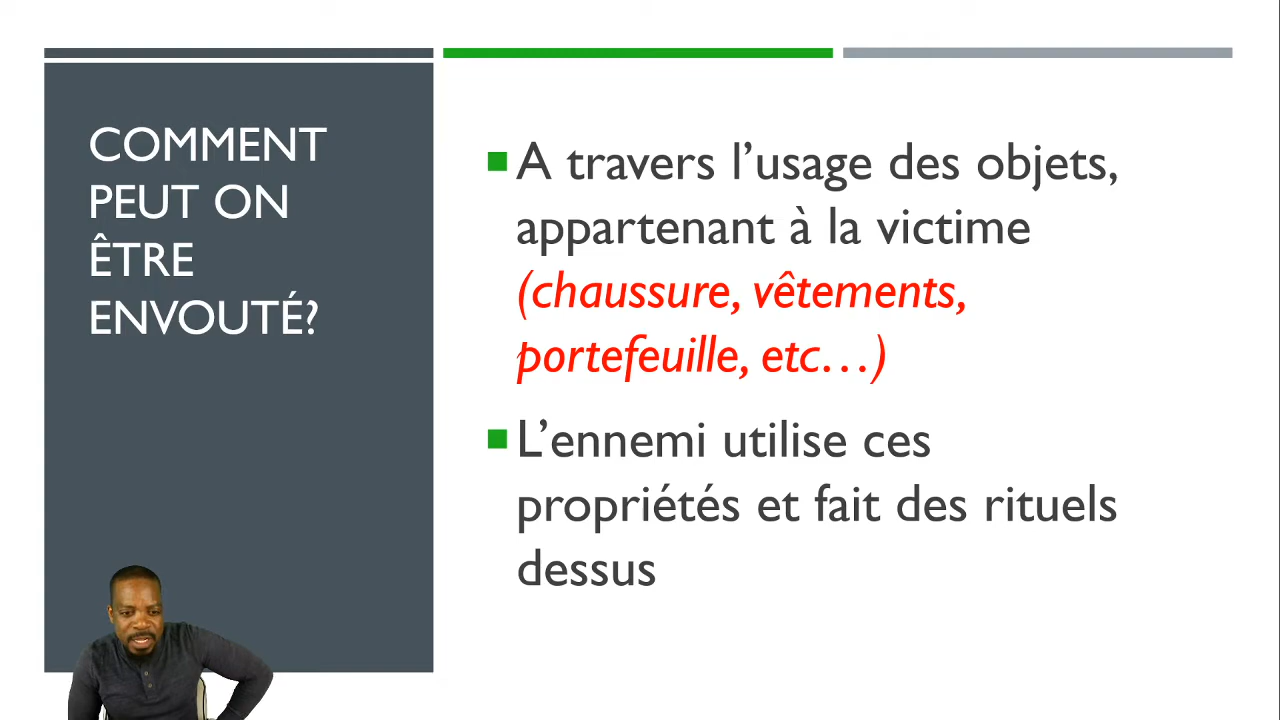 COMMENT
PEUT ON
ÊTRE
ENVOUTÉ?
A travers l’usage des objets,
appartenant à la victime
(chaussure, vêtements,
portefeuille, etc…)
L’ennemi utilise ces
propriétés et fait des rituels
dessus